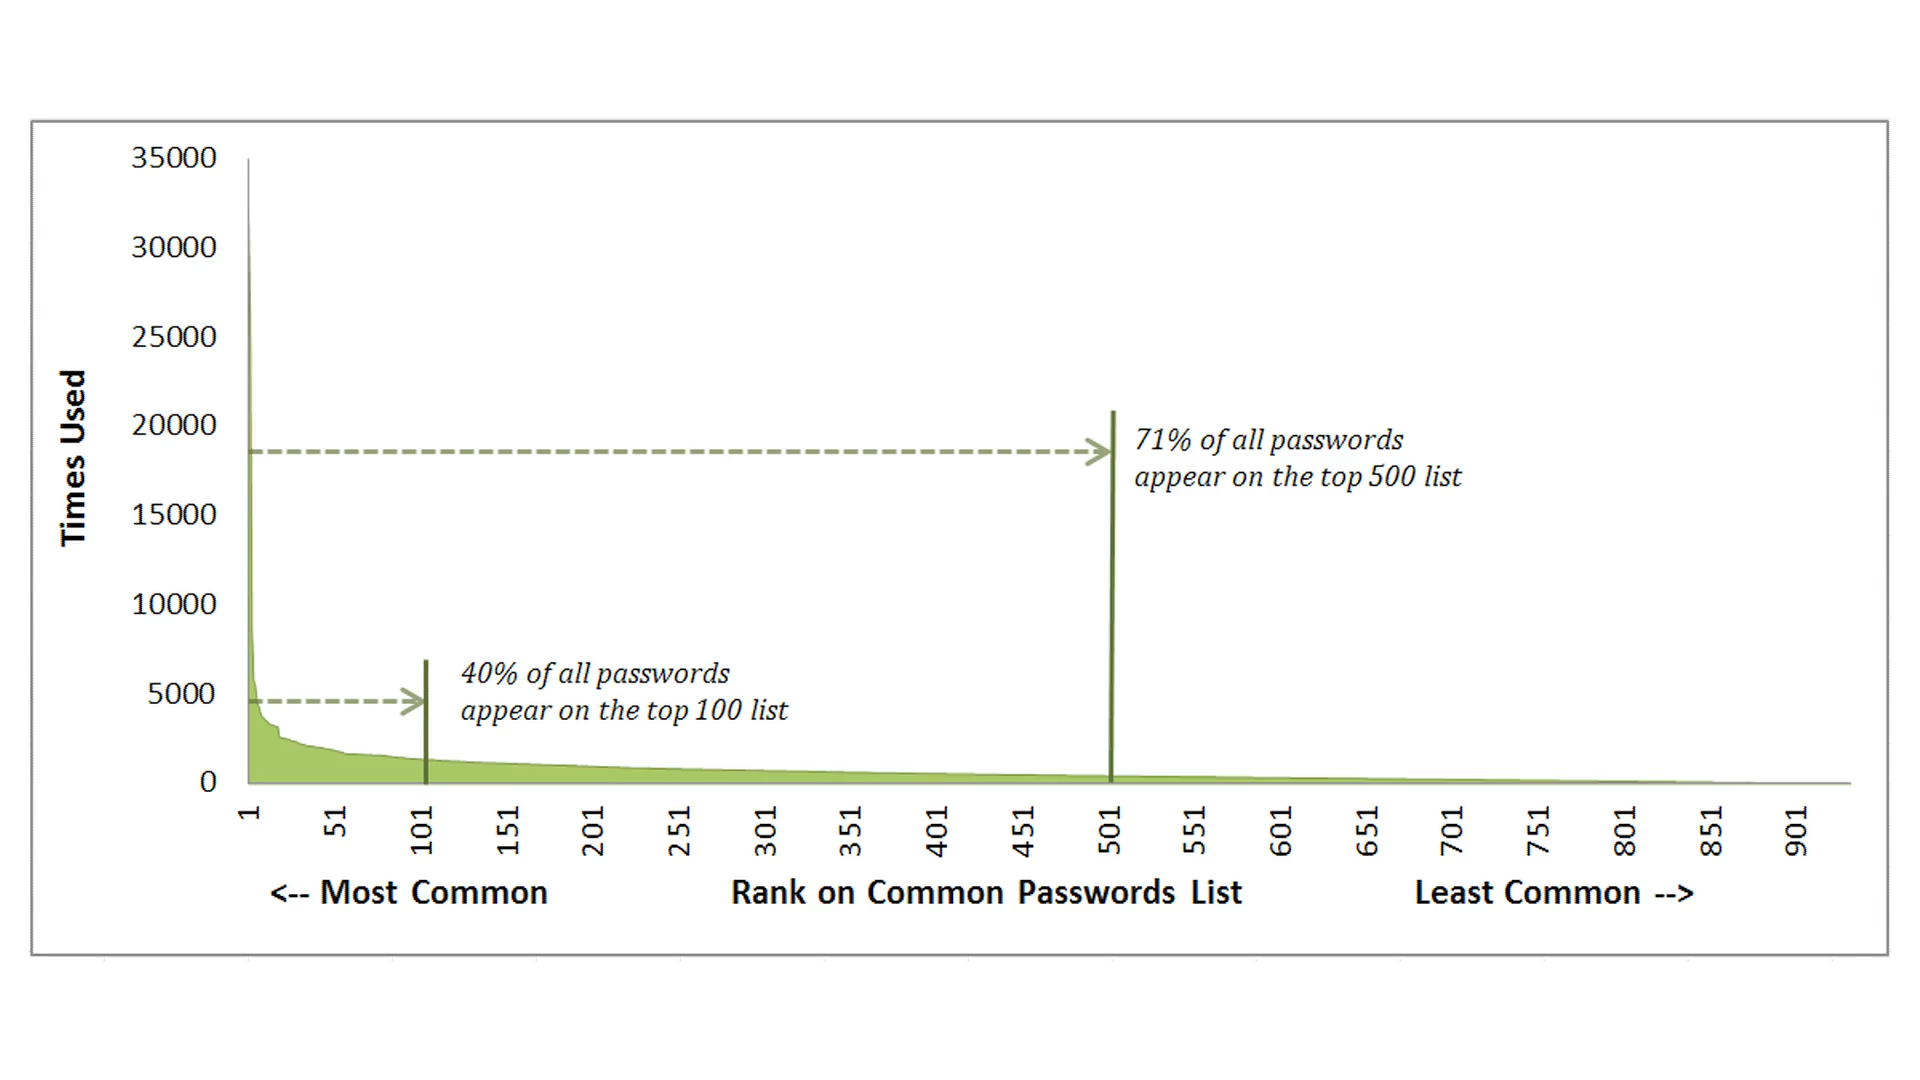 35000
30000
25000
20000
15000
10000
5000
0
Times Used
71% of all passwords
appear on the top 500 list
40% of all passwords
appear on the top 100 list
1 51 101 151 201 251 301 351 401 451 501 551 601 651 701 751 801 851 901
<-- Most Common Rank on Common Passwords List Least Common -->